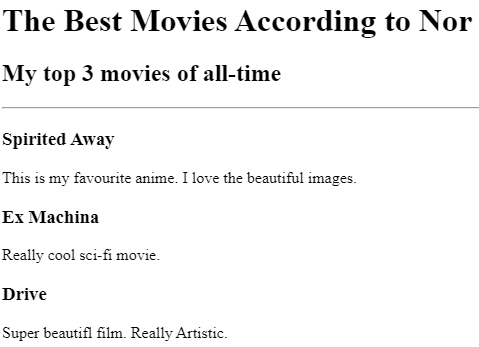 The Best Movies According to Nor
My top 3 movies of all-time
Spirited Away
This is my favourite anime. I love the beautiful images.
Ex Machina
Really cool sci-fi movie.
Drive
Super beautifl film. Really Artistic.